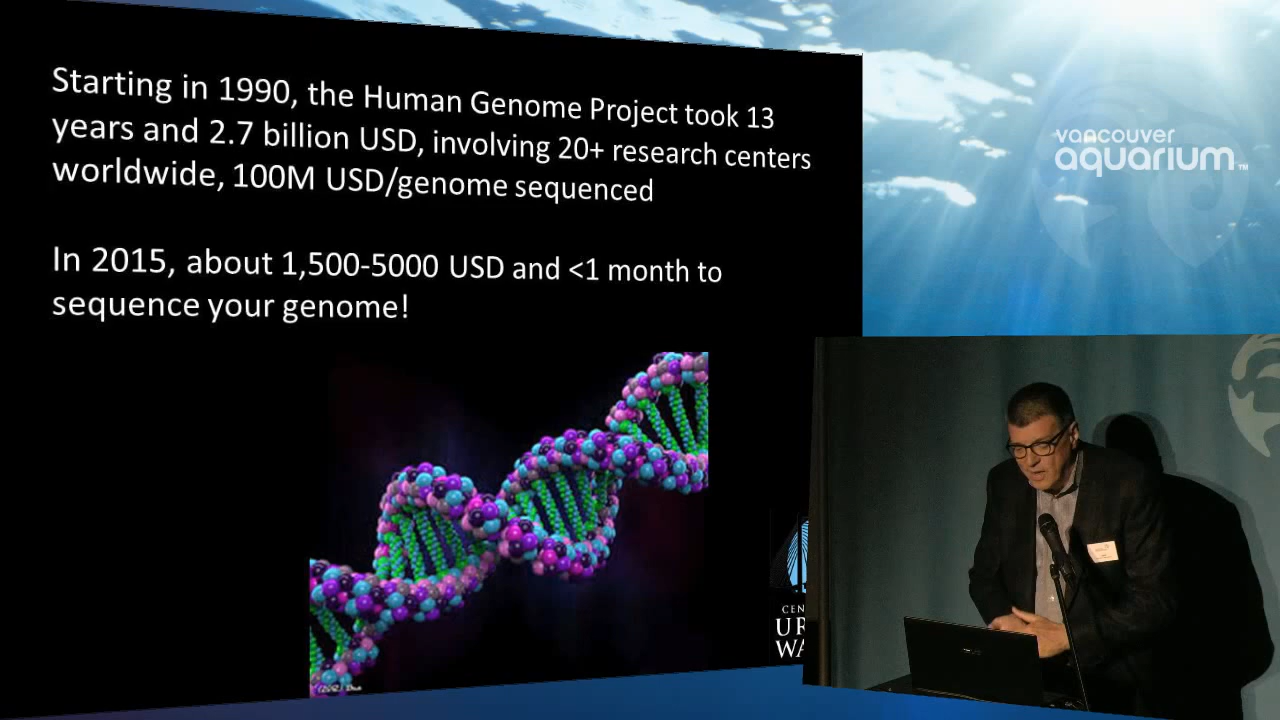 Starting in 1990, the Human Genome Project took 13
years and 2.7 billion USD, involving 20+ research centers
worldwide, 100M USD/genome sequenced
In 2015, about 1,500-5000 USD and <1 month to
sequence your genome!
vancouver
aquarium™